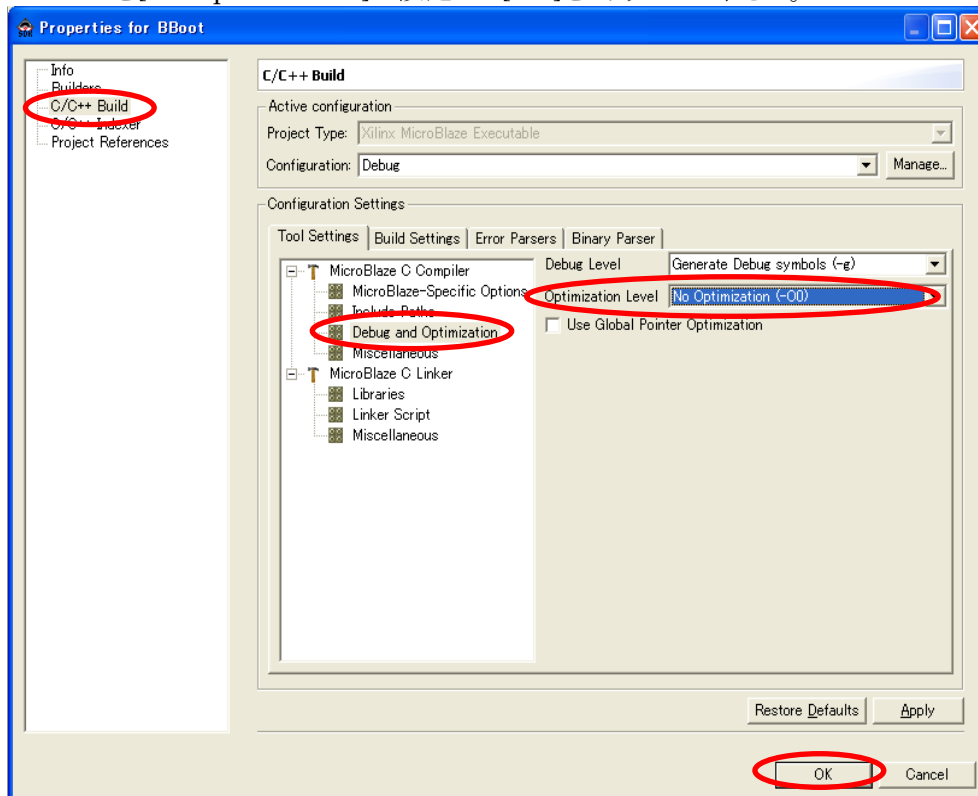 Properties for BBoot
Info
Builders
C/C++ Build
C/C++ Indexer
Project References
C/C++ Build
Active configuration
Project Type: Xilinx MicroBlaze Executable
Configuration: Debug Manage...
Configuration Settings
Tool Settings Build Settings Error Parsers Binary Parser
MicroBlaze C Compiler
MicroBlaze-Specific Options
Include Paths
Debug and Optimization
Miscellaneous
MicroBlaze C Linker
Libraries
Linker Script
Miscellaneous
Debug Level Generate Debug symbols (-g)
Optimization Level No Optimization (-O0)
Use Global Pointer Optimization
Restore Defaults Apply
OK Cancel